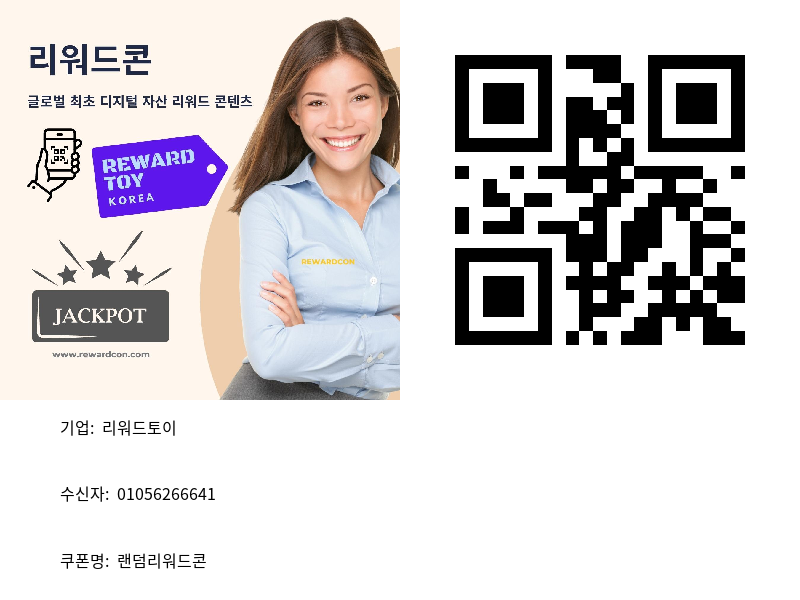 리워드콘
글로벌 최초 디지털 자산 리워드 콘텐츠
REWARD
TOY
KOREA
REWARDCON
JACKPOT
www.rewardcon.com
기업: 리워드토이
수신자: 01056266641
쿠폰명: 랜덤리워드콘